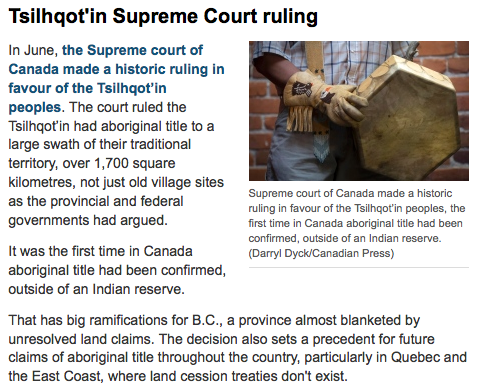 Tsilhqot'in Supreme Court ruling
In June, the Supreme court of
Canada made a historic ruling in
favour of the Tsilhqot'in
peoples. The court ruled the
Tsilhqot'in had aboriginal title to a
large swath of their traditional
territory, over 1,700 square
kilometres, not just old village sites
as the provincial and federal
governments had argued.
Supreme court of Canada made a historic
ruling in favour of the Tsilhqot'in peoples, the
first time in Canada aboriginal title had been
confirmed, outside of an Indian reserve.
(Darryl Dyck/Canadian Press)
It was the first time in Canada
aboriginal title had been confirmed,
outside of an Indian reserve.
That has big ramifications for B.C., a province almost blanketed by
unresolved land claims. The decision also sets a precedent for future
claims of aboriginal title throughout the country, particularly in Quebec and
the East Coast, where land cession treaties don't exist.